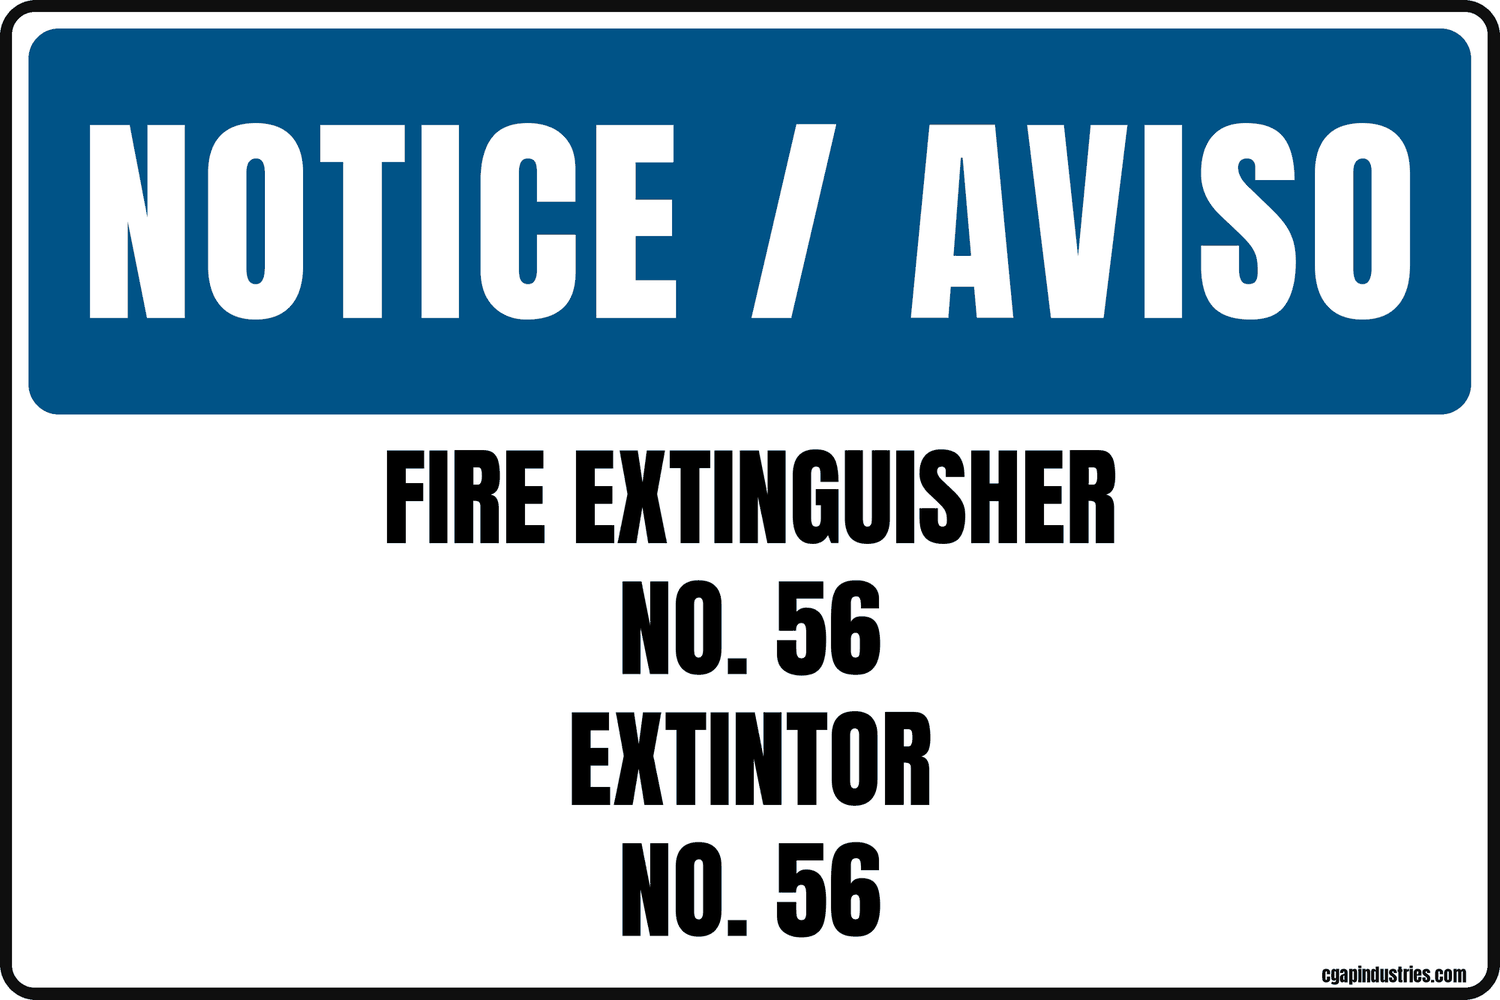 NOTICE / AVISO
FIRE EXTINGUISHER
NO. 56
EXTINTOR
NO. 56
cgapindustries.com